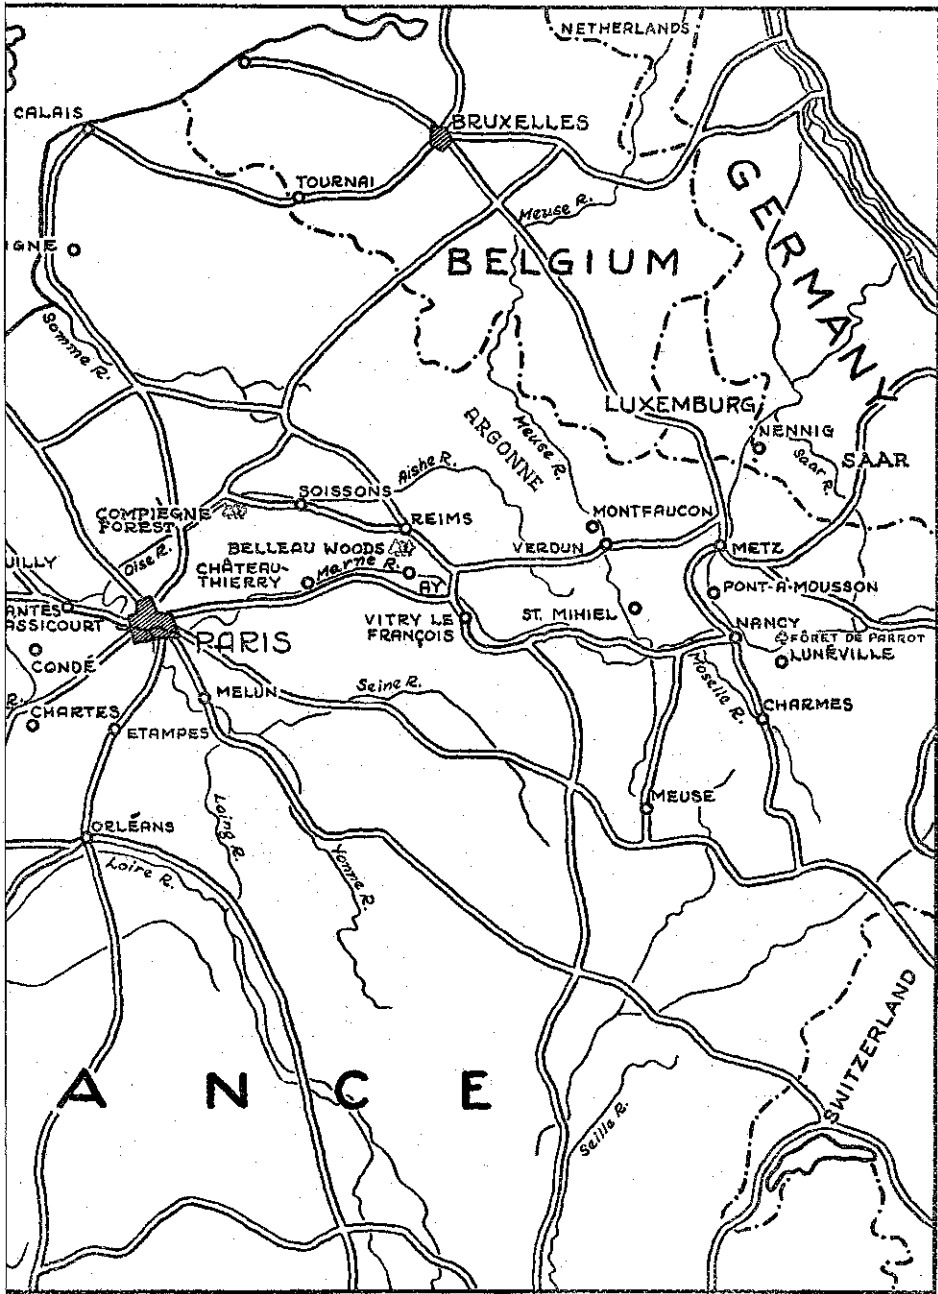 NETHERLANDS
CALAIS
BRUXELLES
TOURNAI
GERMANY
Meuse R.
IGNE
BELGIUM
Somme R.
LUXEMBURG
ARGONNE
Meuse R.
NENNIG
Saar R.
SAAR
Aishe R.
SOISSONS
COMPIEGNE
FOREST
REIMS
MONTFAUCON
BELLEAU WOODS
VERDUN
METZ
Oise R.
UILLY
CHÂTEAU-
THIERRY
Marne R.
AY
PONT-A-MOUSSON
ANTES
ASSICOURT
VITRY LE
FRANÇOIS
ST. MIHIEL
NANCY
FÔRET DE PARROT
LUNÉVILLE
PARIS
CONDÉ
Moselle R.
Seine R.
MELUN
R.
CHARTES
CHARMES
ETAMPES
MEUSE
ORLÉANS
Loing R.
Loire R.
Yonne R.
SWITZERLAND
ANCE
Seille R.